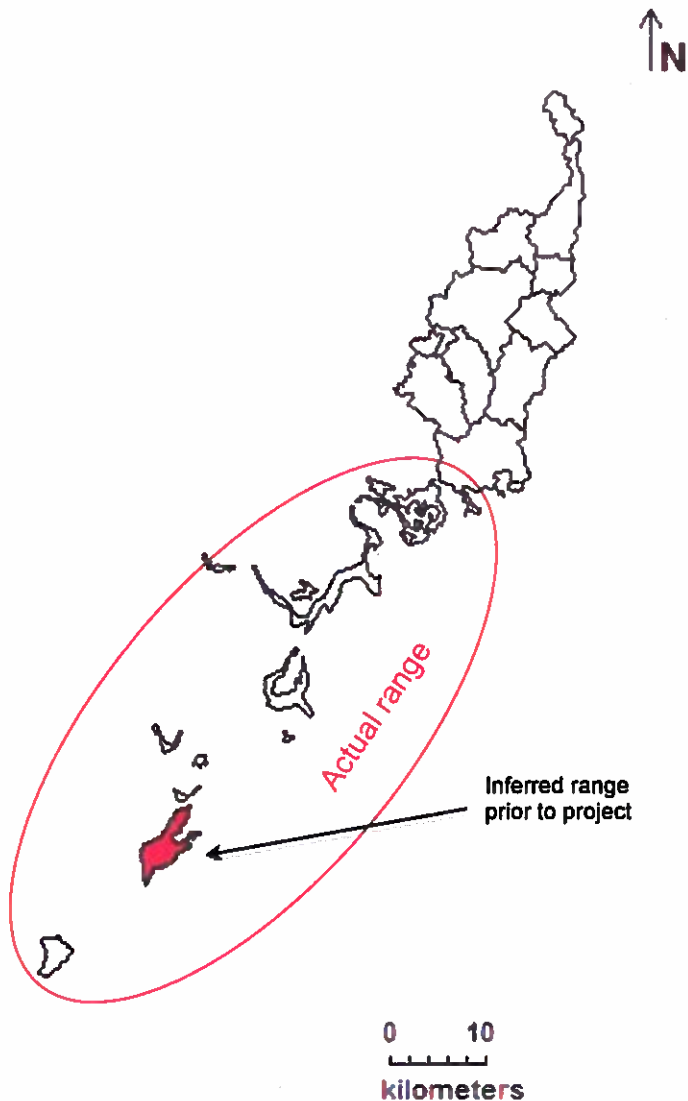 N
Actual range
Inferred range
prior to project
0 10
kilometers